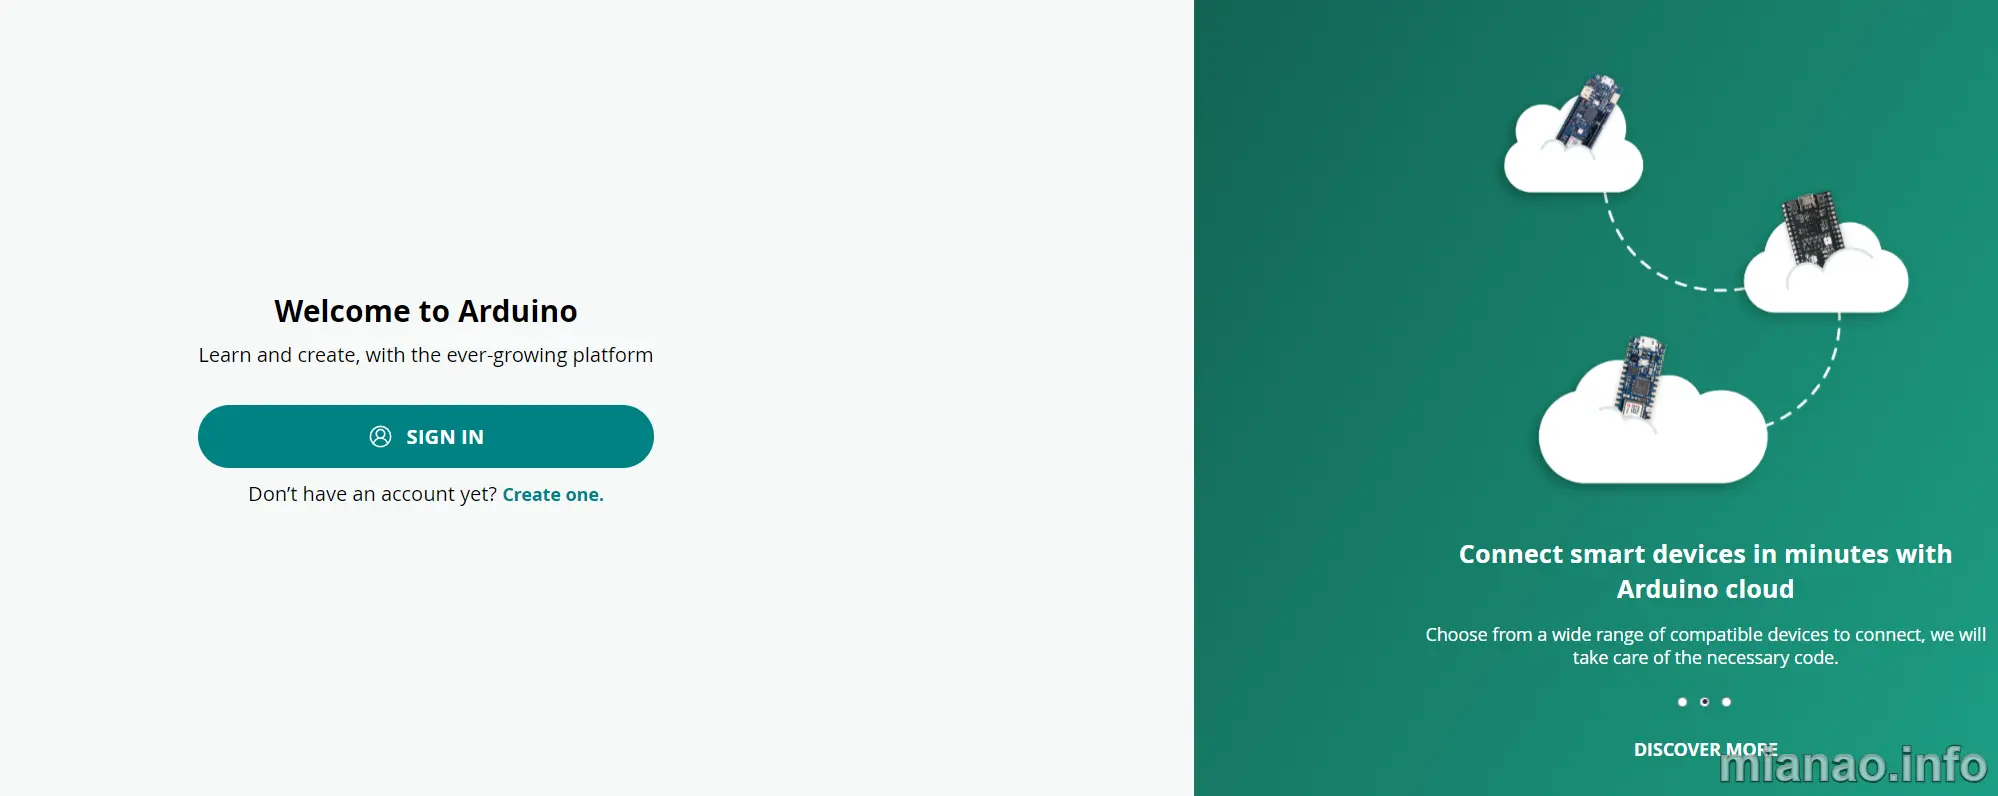 Welcome to Arduino
Learn and create, with the ever-growing platform
SIGN IN
Don’t have an account yet? Create one.
Connect smart devices in minutes with
Arduino cloud
Choose from a wide range of compatible devices to connect, we will
take care of the necessary code.
DISCOVER MORE
mianao.info